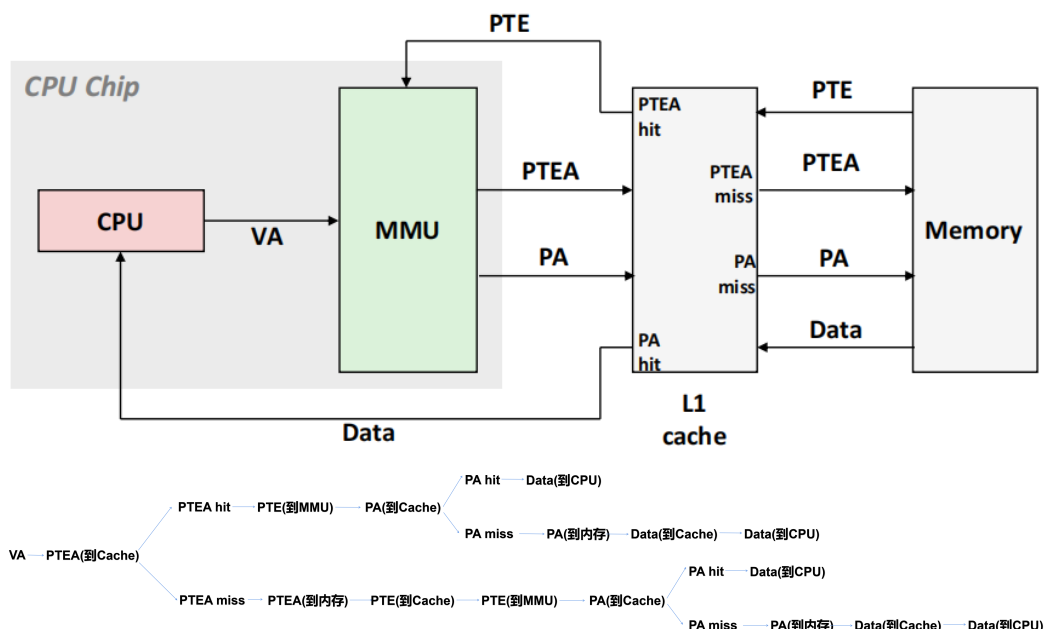 PTE
CPU Chip
PTEA
hit
PTE
PTEA
PTEA
miss
PTEA
CPU
VA
MMU
Memory
PA
PA
miss
PA
PA
hit
Data
L1
cache
Data
PA hit
Data(到CPU)
PTEA hit
PTE(到MMU)
PA(到Cache)
PA miss
PA(到内存)
Data(到Cache)
Data(到CPU)
VA
PTEA(到Cache)
PA hit
Data(到CPU)
PTEA miss
PTEA(到内存)
PTE(到Cache)
PTE(到MMU)
PA(到Cache)
PA miss
PA(到内存)
Data(到Cache)
Data(到CPU)